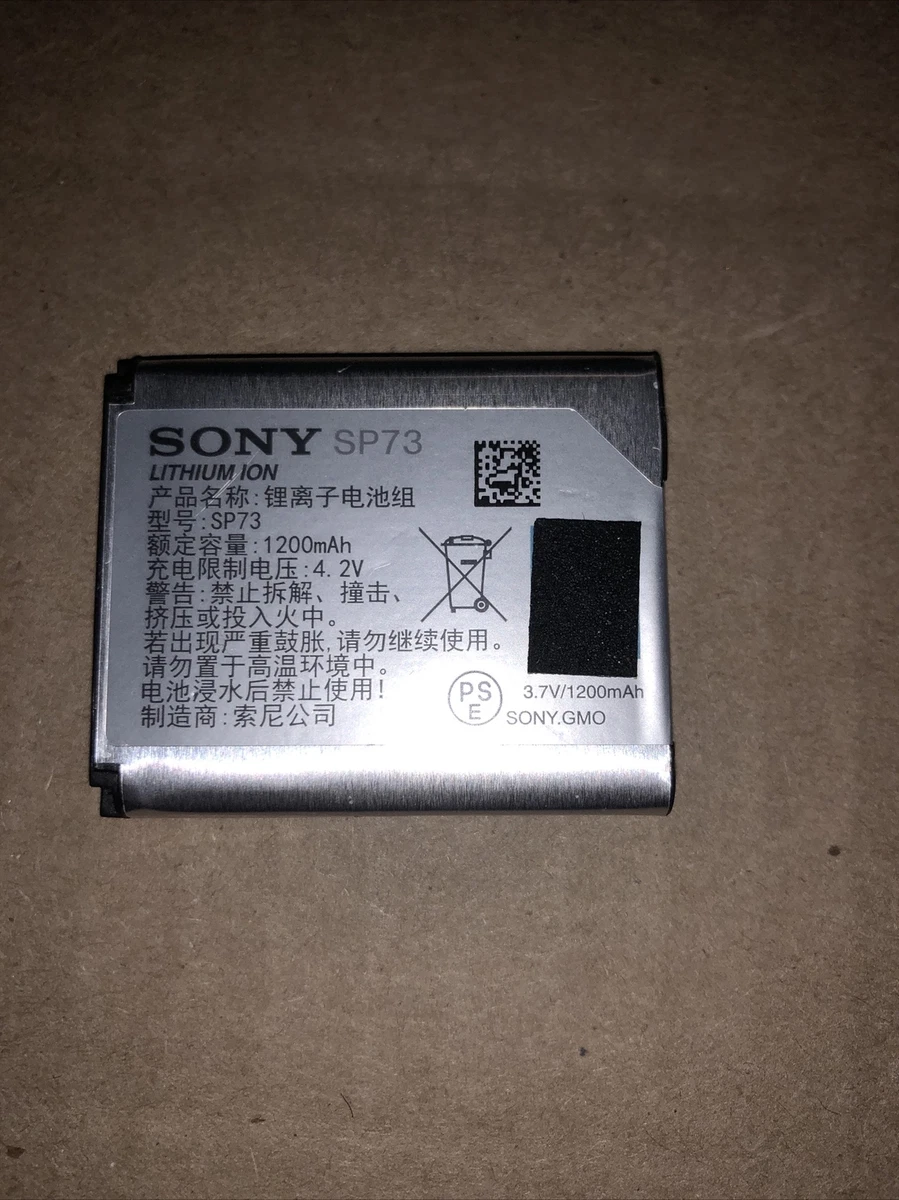 SONY SP73
LITHIUM ION
产品名称:锂离子电池组
型号:SP73
额定容量:1200mAh
充电限制电压:4.2V
警告:禁止拆解、撞击、
挤压或投入火中。
若出现严重鼓胀,请勿继续使用。
请勿置于高温环境中。
电池浸水后禁止使用!
制造商:索尼公司
PS
E
3.7V/1200mAh
SONY.GMO